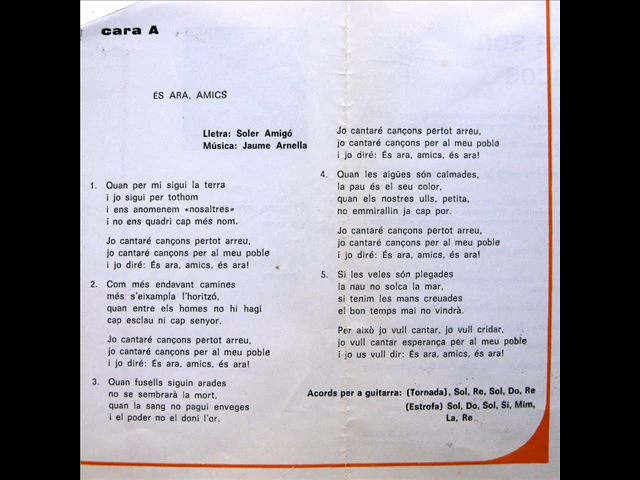 cara A
ÉS ARA, AMICS
Lletra: Soler Amigó
Música: Jaume Arnella
1. Quan per mi sigui la terra
i jo sigui per tothom
i ens anomenem «nosaltres»
i no ens quadri cap més nom.
Jo cantaré cançons pertot arreu,
jo cantaré cançons per al meu poble
i jo diré: És ara, amics, és ara!
2. Com més endavant camines
més s'eixampla l'horitzó,
quan entre els homes no hi hagi
cap esclau ni cap senyor.
Jo cantaré cançons pertot arreu,
jo cantaré cançons per al meu poble
i jo diré: És ara, amics, és ara!
3. Quan fusells siguin arades
no se sembrarà la mort,
quan la sang no pagui enveges
i el poder no el doni l'or.
Jo cantaré cançons pertot arreu,
jo cantaré cançons per al meu poble
i jo diré: És ara, amics, és ara!
4. Quan les aigües són calmades,
la pau és el seu color,
quan els nostres ulls, petita,
no emmirallin ja cap por.
Jo cantaré cançons pertot arreu,
jo cantaré cançons per al meu poble
i jo diré: És ara, amics, és ara!
5. Si les veles són plegades
la nau no solca la mar,
si tenim les mans creuades
el bon temps mai no vindrà.
Per això jo vull cantar, jo vull cridar,
jo vull cantar esperança per al meu poble
i jo us vull dir: És ara, amics, és ara!
Acords per a guitarra: (Tornada), Sol, Re, Sol, Do, Re
(Estrofa) Sol, Do, Sol, Si, Mim,
La, Re